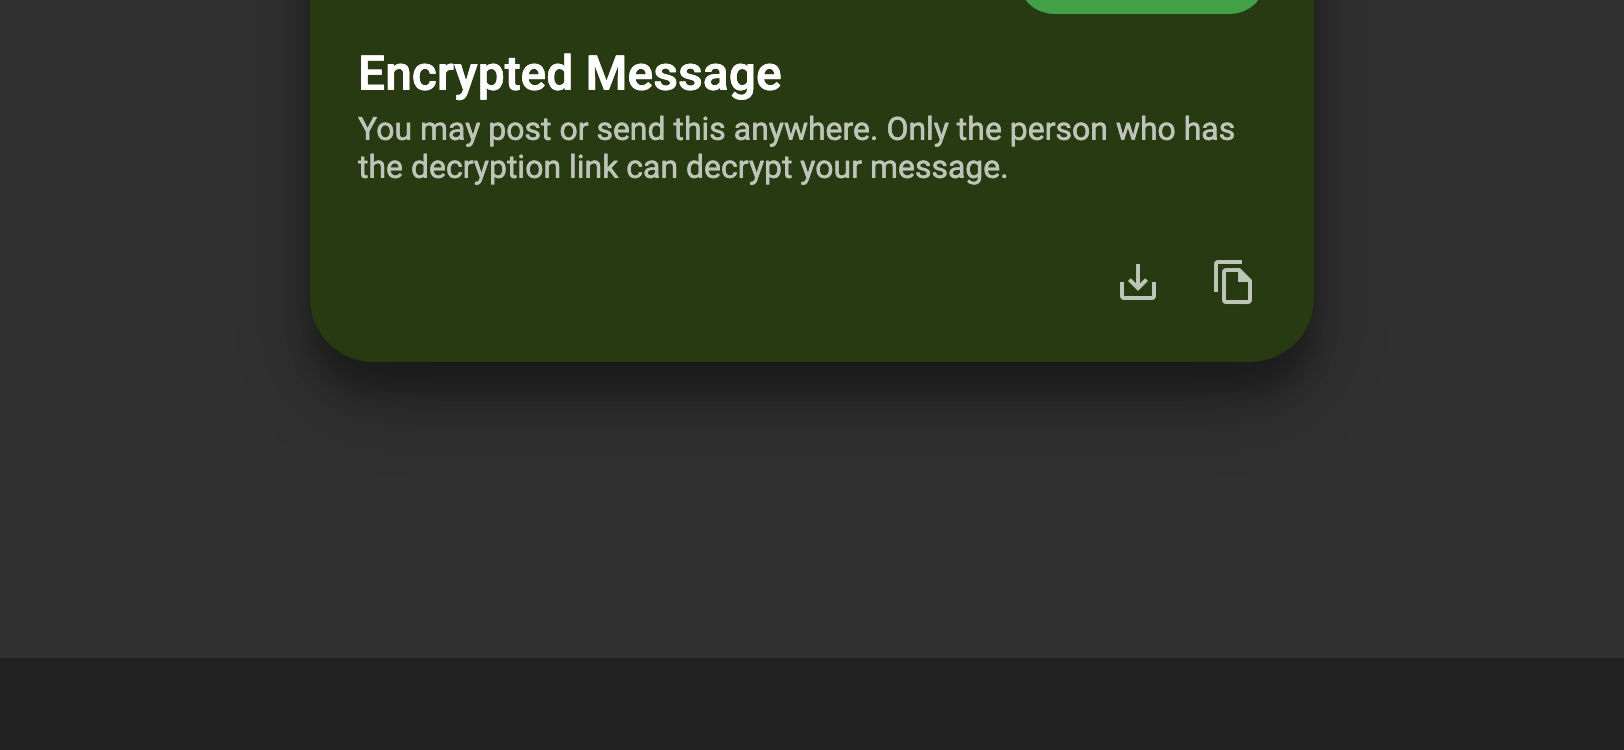 Encrypted Message
You may post or send this anywhere. Only the person who has
the decryption link can decrypt your message.